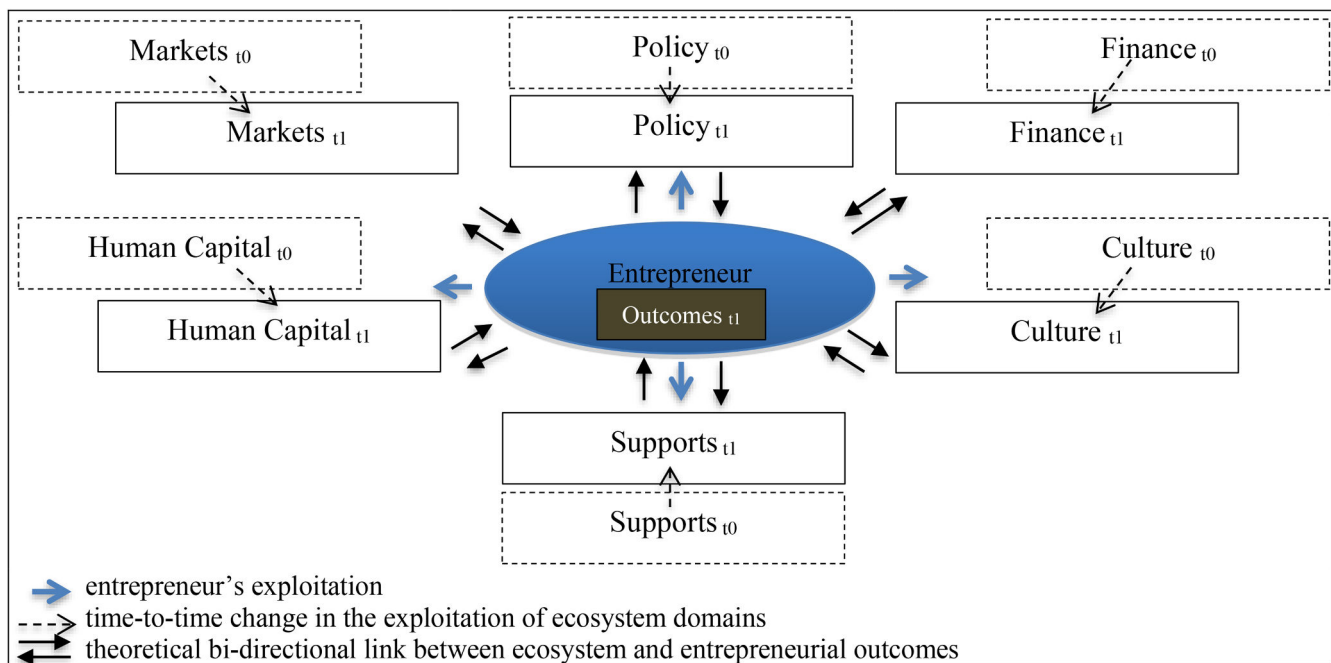 Markets t0
Policy t0
Finance t0
Markets t1
Policy t1
Finance t1
Human Capital t0
Culture t0
Entrepreneur
Outcomes t1
Human Capital t1
Culture t1
Supports t1
Supports t0
entrepreneur's exploitation
time-to-time change in the exploitation of ecosystem domains
theoretical bi-directional link between ecosystem and entrepreneurial outcomes